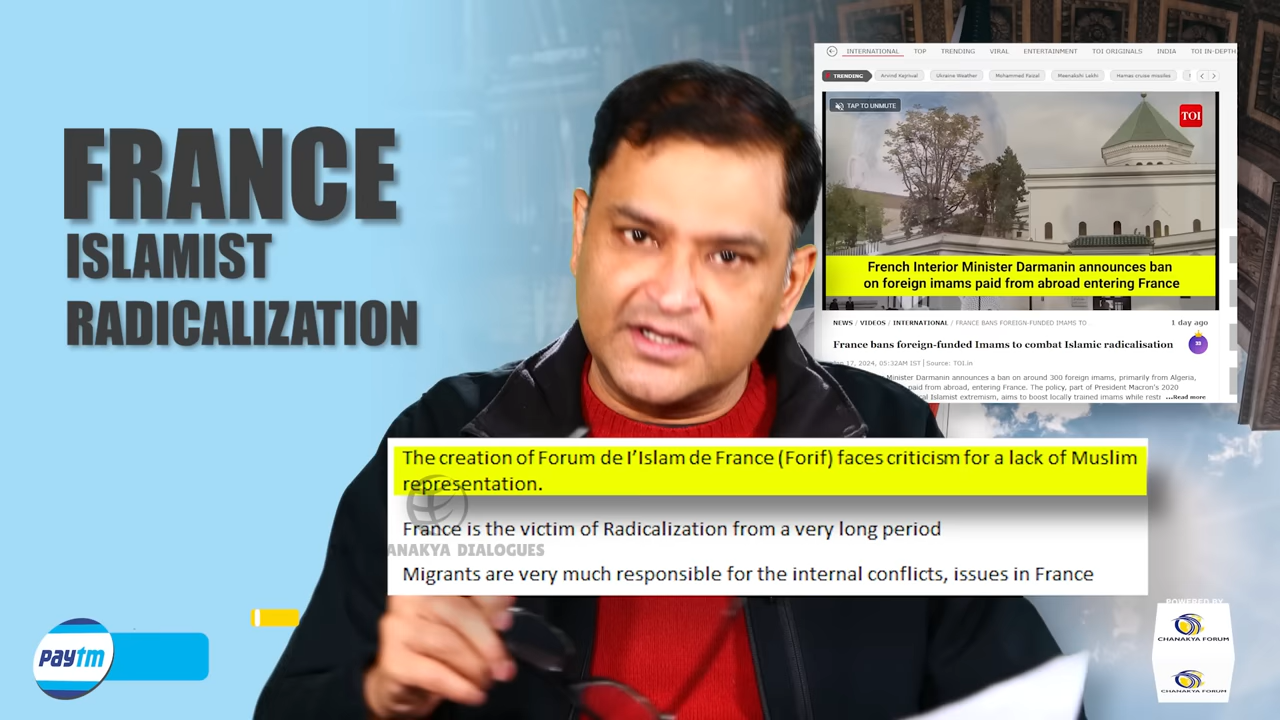 FRANCE
ISLAMIST
RADICALIZATION
INTERNATIONAL TOP TRENDING VIRAL ENTERTAINMENT TOI ORIGINALS INDIA TOI IN-DEPTH
TRENDING Arvind Kejriwal Ukraine Weather Mohammed Faizal Meenakshi Lekhi Hamas cruise missiles
TAP TO UNMUTE
TOI
French Interior Minister Darmanin announces ban
on foreign imams paid from abroad entering France
NEWS / VIDEOS / INTERNATIONAL / FRANCE BANS FOREIGN-FUNDED IMAMS TO
1 day ago
France bans foreign-funded Imams to combat Islamic radicalisation
33
17, 2024, 05:32AM IST | Source: TOI.in
Minister Darmanin announces a ban on around 300 foreign imams, primarily from Algeria,
paid from abroad, entering France. The policy, part of President Macron's 2020
Islamist extremism, aims to boost locally trained imams while restr ...Read more
The creation of Forum de I'Islam de France (Forif) faces criticism for a lack of Muslim
representation.
France is the victim of Radicalization from a very long period
ANAKYA DIALOGUES
Migrants are very much responsible for the internal conflicts, issues in France
paytm
POWERED BY
CHANAKYA FORUM
CHANAKYA FORUM